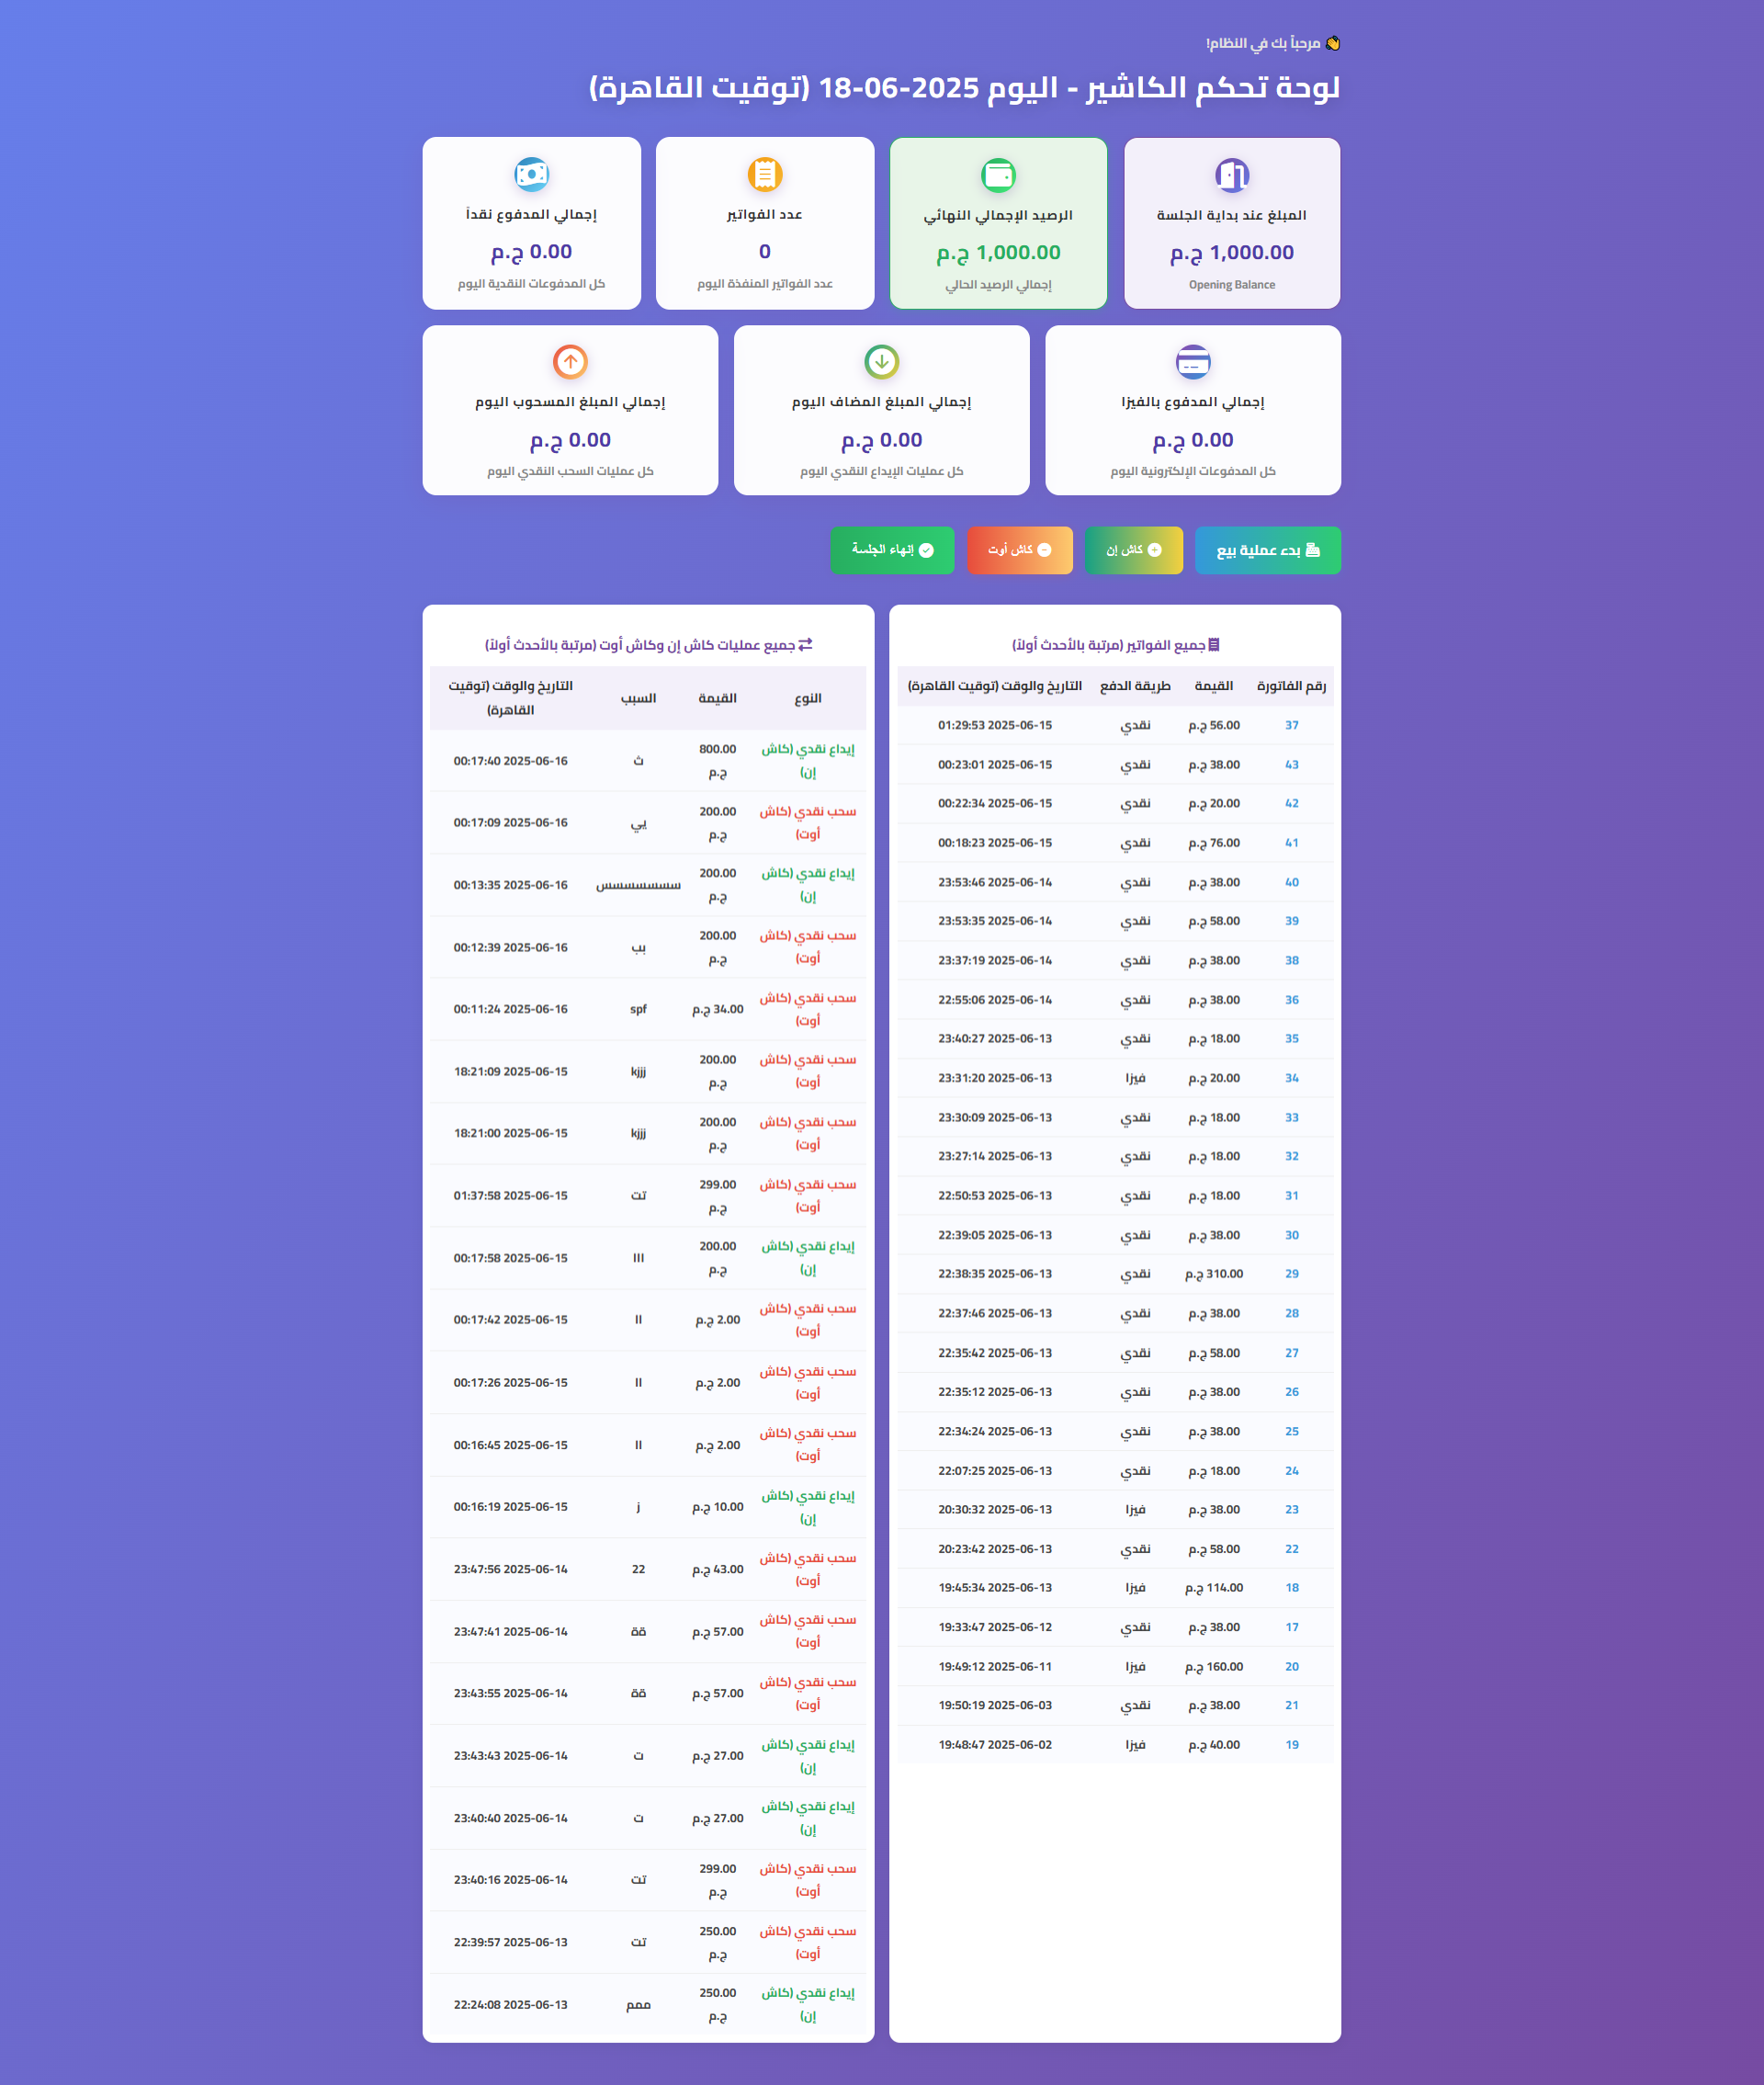 👋 مرحباً بك في النظام!
لوحة تحكم الكاشير - اليوم 2025-06-18 (توقيت القاهرة)
المبلغ عند بداية الجلسة
1,000.00 ج.م
Opening Balance
الرصيد الإجمالي النهائي
1,000.00 ج.م
إجمالي الرصيد الحالي
عدد الفواتير
0
عدد الفواتير المنفذة اليوم
إجمالي المدفوع نقداً
0.00 ج.م
كل المدفوعات النقدية اليوم
إجمالي المدفوع بالفيزا
0.00 ج.م
كل المدفوعات الإلكترونية اليوم
إجمالي المبلغ المضاف اليوم
0.00 ج.م
كل عمليات الإيداع النقدي اليوم
إجمالي المبلغ المسحوب اليوم
0.00 ج.م
كل عمليات السحب النقدي اليوم
بدء عملية بيع
كاش إن
كاش أوت
إنهاء الجلسة
جميع الفواتير (مرتبة بالأحدث أولاً)
رقم الفاتورة القيمة طريقة الدفع التاريخ والوقت (توقيت القاهرة)
37 56.00 ج.م نقدي 2025-06-15 01:29:53
43 38.00 ج.م نقدي 2025-06-15 00:23:01
42 20.00 ج.م نقدي 2025-06-15 00:22:34
41 76.00 ج.م نقدي 2025-06-15 00:18:23
40 38.00 ج.م نقدي 2025-06-14 23:53:46
39 58.00 ج.م نقدي 2025-06-14 23:53:35
38 38.00 ج.م نقدي 2025-06-14 23:37:19
36 38.00 ج.م نقدي 2025-06-14 22:55:06
35 18.00 ج.م نقدي 2025-06-13 23:40:27
34 20.00 ج.م فيزا 2025-06-13 23:31:20
33 18.00 ج.م نقدي 2025-06-13 23:30:09
32 18.00 ج.م نقدي 2025-06-13 23:27:14
31 18.00 ج.م نقدي 2025-06-13 22:50:53
30 38.00 ج.م نقدي 2025-06-13 22:39:05
29 310.00 ج.م نقدي 2025-06-13 22:38:35
28 38.00 ج.م نقدي 2025-06-13 22:37:46
27 58.00 ج.م نقدي 2025-06-13 22:35:42
26 38.00 ج.م نقدي 2025-06-13 22:35:12
25 38.00 ج.م نقدي 2025-06-13 22:34:24
24 18.00 ج.م نقدي 2025-06-13 22:07:25
23 38.00 ج.م فيزا 2025-06-13 20:30:32
22 58.00 ج.م نقدي 2025-06-13 20:23:42
18 114.00 ج.م فيزا 2025-06-13 19:45:34
17 38.00 ج.م نقدي 2025-06-12 19:33:47
20 160.00 ج.م فيزا 2025-06-11 19:49:12
21 38.00 ج.م نقدي 2025-06-03 19:50:19
19 40.00 ج.م فيزا 2025-06-02 19:48:47
جميع عمليات كاش إن وكاش أوت (مرتبة بالأحدث أولاً)
النوع القيمة السبب التاريخ والوقت (توقيت القاهرة)
إيداع نقدي (كاش إن) 800.00 ج.م ث 2025-06-16 00:17:40
سحب نقدي (كاش أوت) 200.00 ج.م يي 2025-06-16 00:17:09
إيداع نقدي (كاش إن) 200.00 ج.م سسسسسسسس 2025-06-16 00:13:35
سحب نقدي (كاش أوت) 200.00 ج.م بب 2025-06-16 00:12:39
سحب نقدي (كاش أوت) 34.00 ج.م spf 2025-06-16 00:11:24
سحب نقدي (كاش أوت) 200.00 ج.م kjjj 2025-06-15 18:21:09
سحب نقدي (كاش أوت) 200.00 ج.م kjjj 2025-06-15 18:21:00
سحب نقدي (كاش أوت) 299.00 ج.م تت 2025-06-15 01:37:58
إيداع نقدي (كاش إن) 200.00 ج.م ااا 2025-06-15 00:17:58
سحب نقدي (كاش أوت) 2.00 ج.م اا 2025-06-15 00:17:42
سحب نقدي (كاش أوت) 2.00 ج.م اا 2025-06-15 00:17:26
سحب نقدي (كاش أوت) 2.00 ج.م اا 2025-06-15 00:16:45
إيداع نقدي (كاش إن) 10.00 ج.م ز 2025-06-15 00:16:19
سحب نقدي (كاش أوت) 43.00 ج.م 22 2025-06-14 23:47:56
سحب نقدي (كاش أوت) 57.00 ج.م ةة 2025-06-14 23:47:41
سحب نقدي (كاش أوت) 57.00 ج.م ةة 2025-06-14 23:43:55
إيداع نقدي (كاش إن) 27.00 ج.م ت 2025-06-14 23:43:43
إيداع نقدي (كاش إن) 27.00 ج.م ت 2025-06-14 23:40:40
سحب نقدي (كاش أوت) 299.00 ج.م تت 2025-06-14 23:40:16
سحب نقدي (كاش أوت) 250.00 ج.م تت 2025-06-13 22:39:57
إيداع نقدي (كاش إن) 250.00 ج.م ممم 2025-06-13 22:24:08